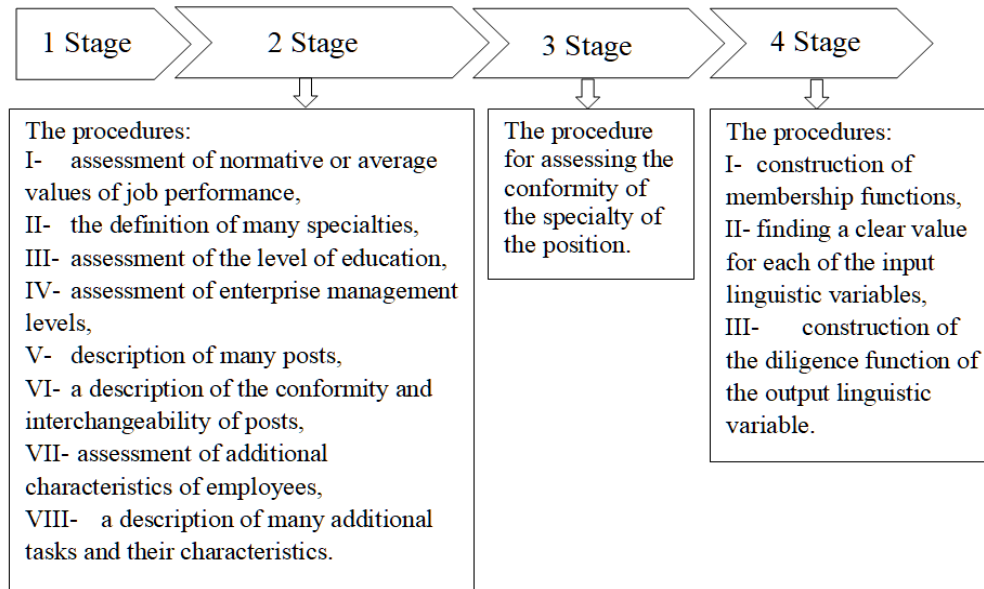 1 Stage
2 Stage
3 Stage
4 Stage
The procedures:
I- assessment of normative or average
values of job performance,
II- the definition of many specialties,
III- assessment of the level of education,
IV- assessment of enterprise management
levels,
V- description of many posts,
VI- a description of the conformity and
interchangeability of posts,
VII- assessment of additional
characteristics of employees,
VIII- a description of many additional
tasks and their characteristics.
The procedure
for assessing the
conformity of
the specialty of
the position.
The procedures:
I- construction of
membership functions,
II- finding a clear value
for each of the input
linguistic variables,
III- construction of
the diligence function of
the output linguistic
variable.